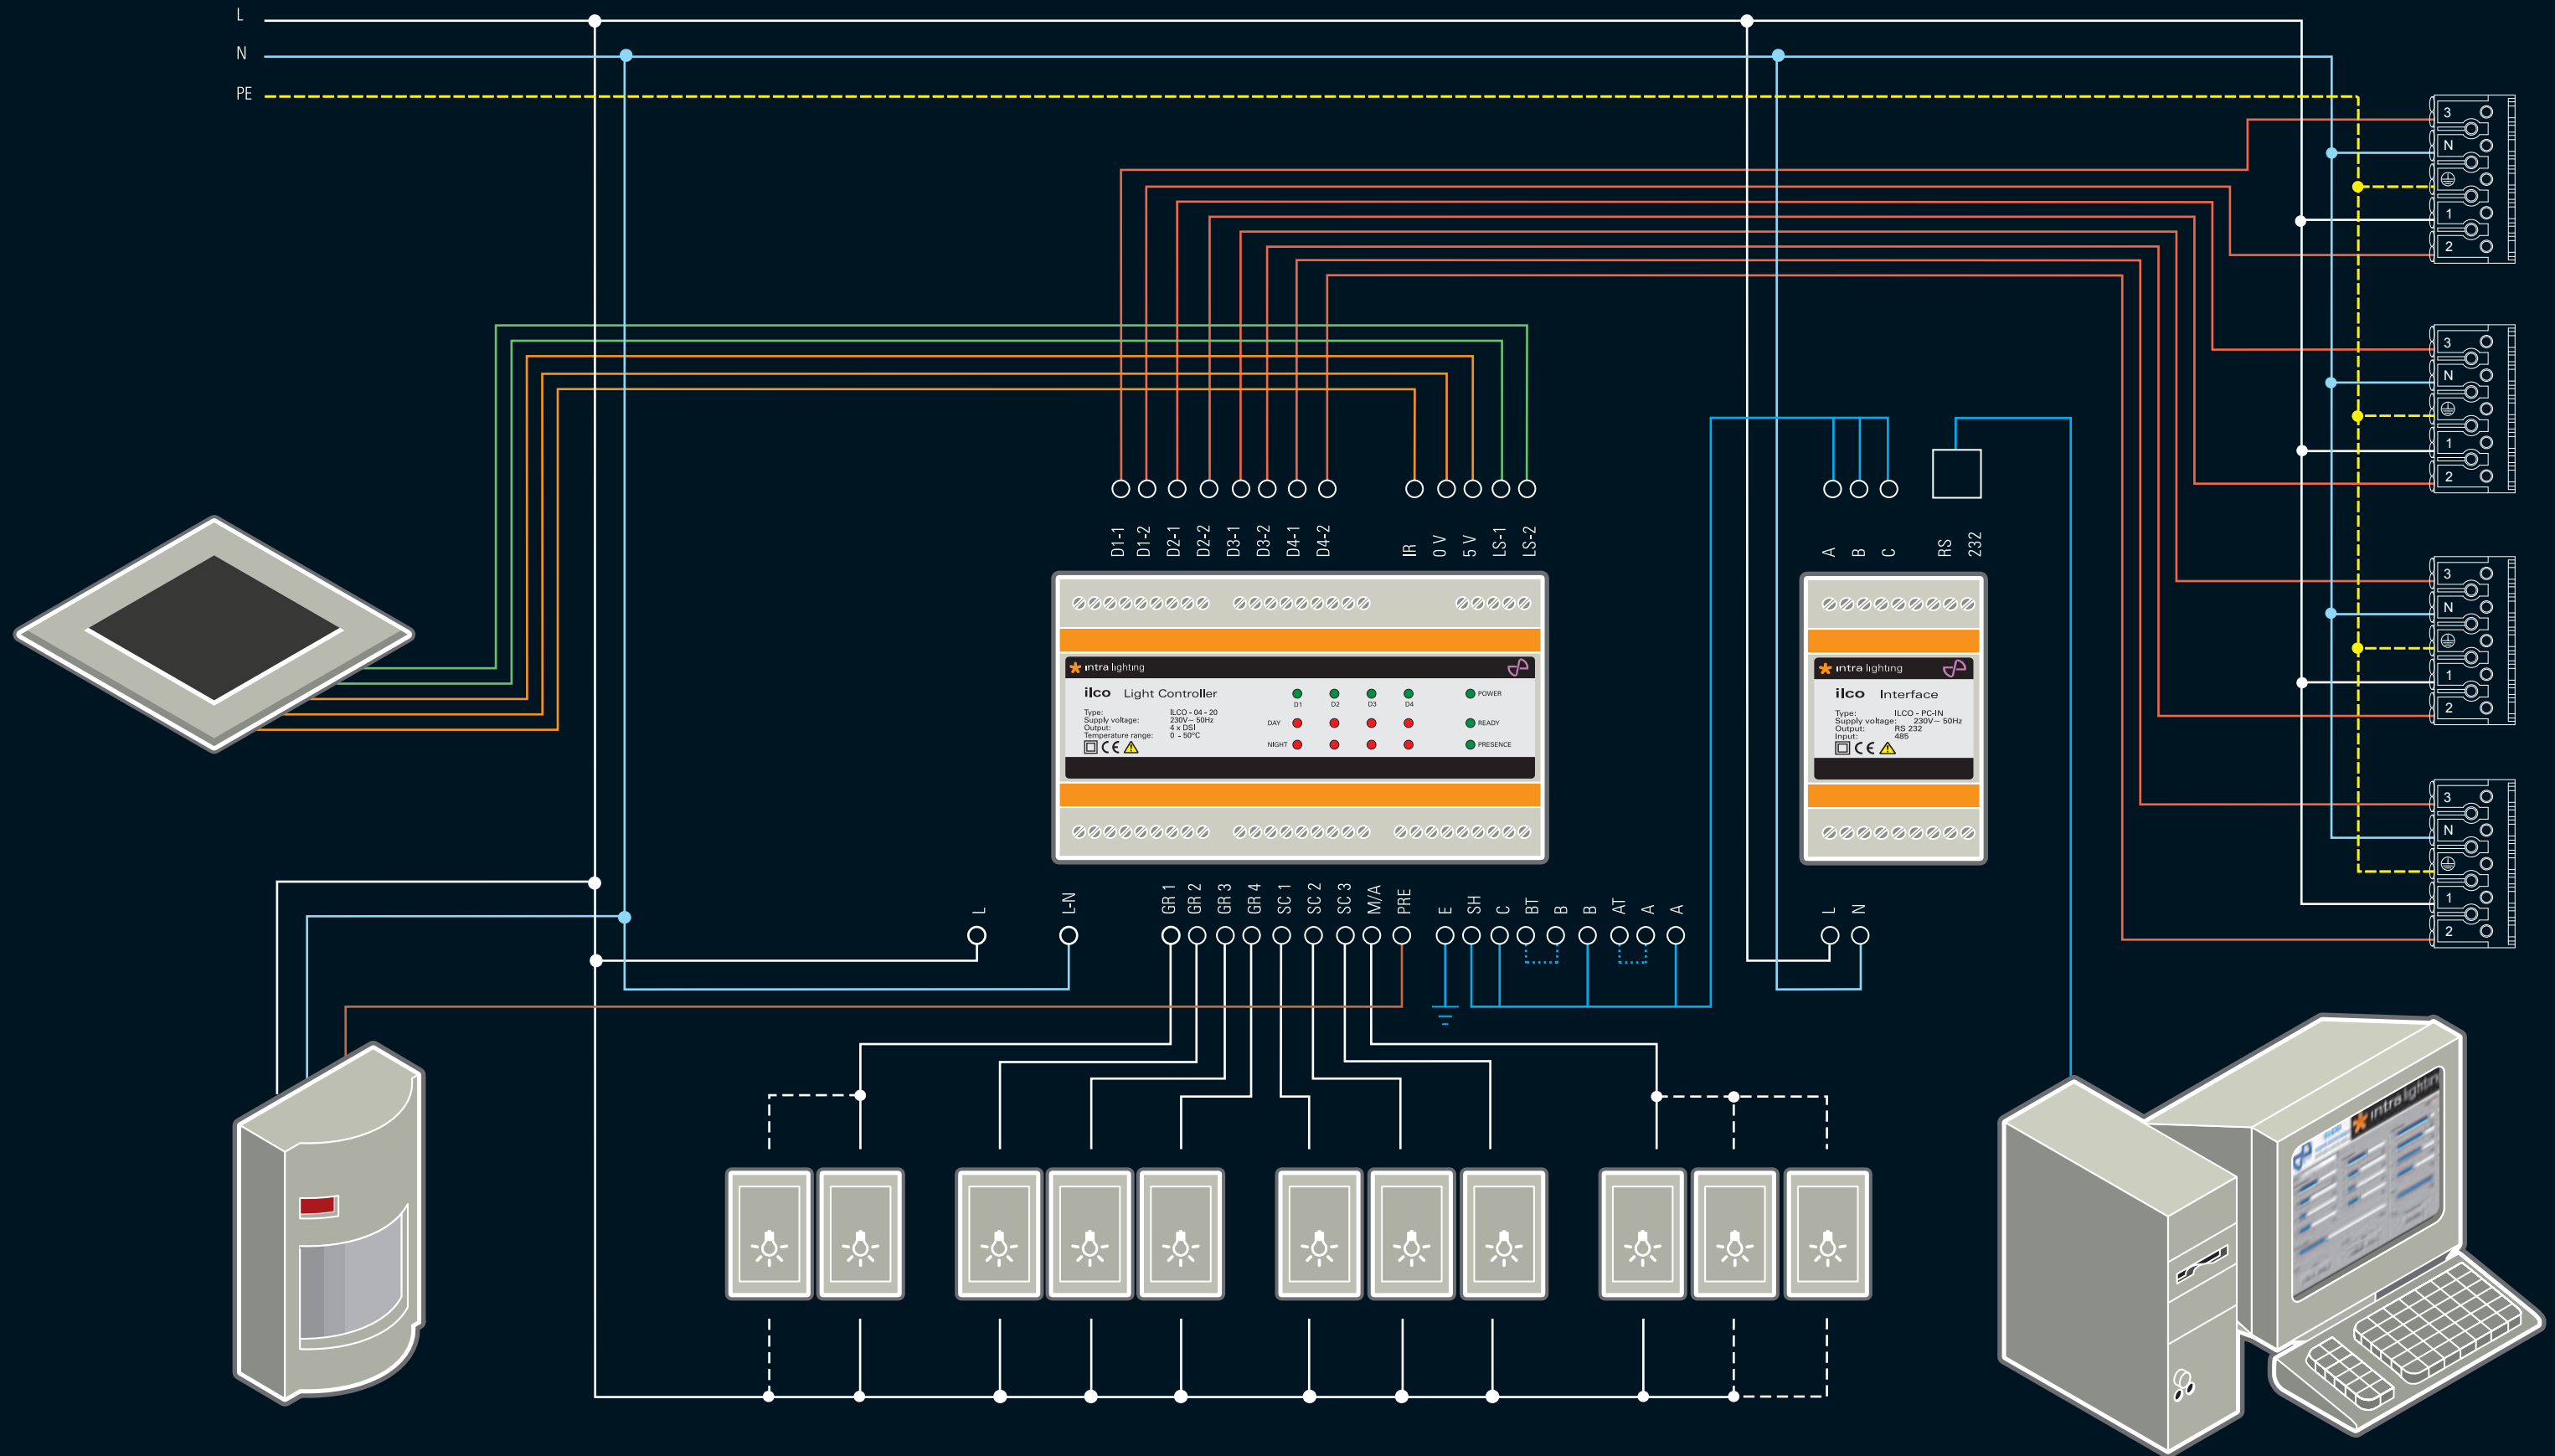 L
N
PE
3
N
1
2
3
N
1
2
3
N
1
2
3
N
1
2
D1-1
D1-2
D2-1
D2-2
D3-1
D3-2
D4-1
D4-2
IR
0 V
5 V
LS-1
LS-2
A
B
C
RS
232
intra lighting
ilco Light Controller
Type: ILCO - 04 - 20
Supply voltage: 230V~ 50Hz
Output: 4 x DSI
Temperature range: 0 - 50°C
CE
D1 D2 D3 D4
DAY
NIGHT
POWER
READY
PRESENCE
intra lighting
ilco Interface
Type: ILCO - PC-IN
Supply voltage: 230V~ 50Hz
Output: RS 232
Input: 485
CE
L
L-N
GR 1
GR 2
GR 3
GR 4
SC 1
SC 2
SC 3
M/A
PRE
E
SH
C
BT
B
B
AT
A
A
L
N
intra lightin